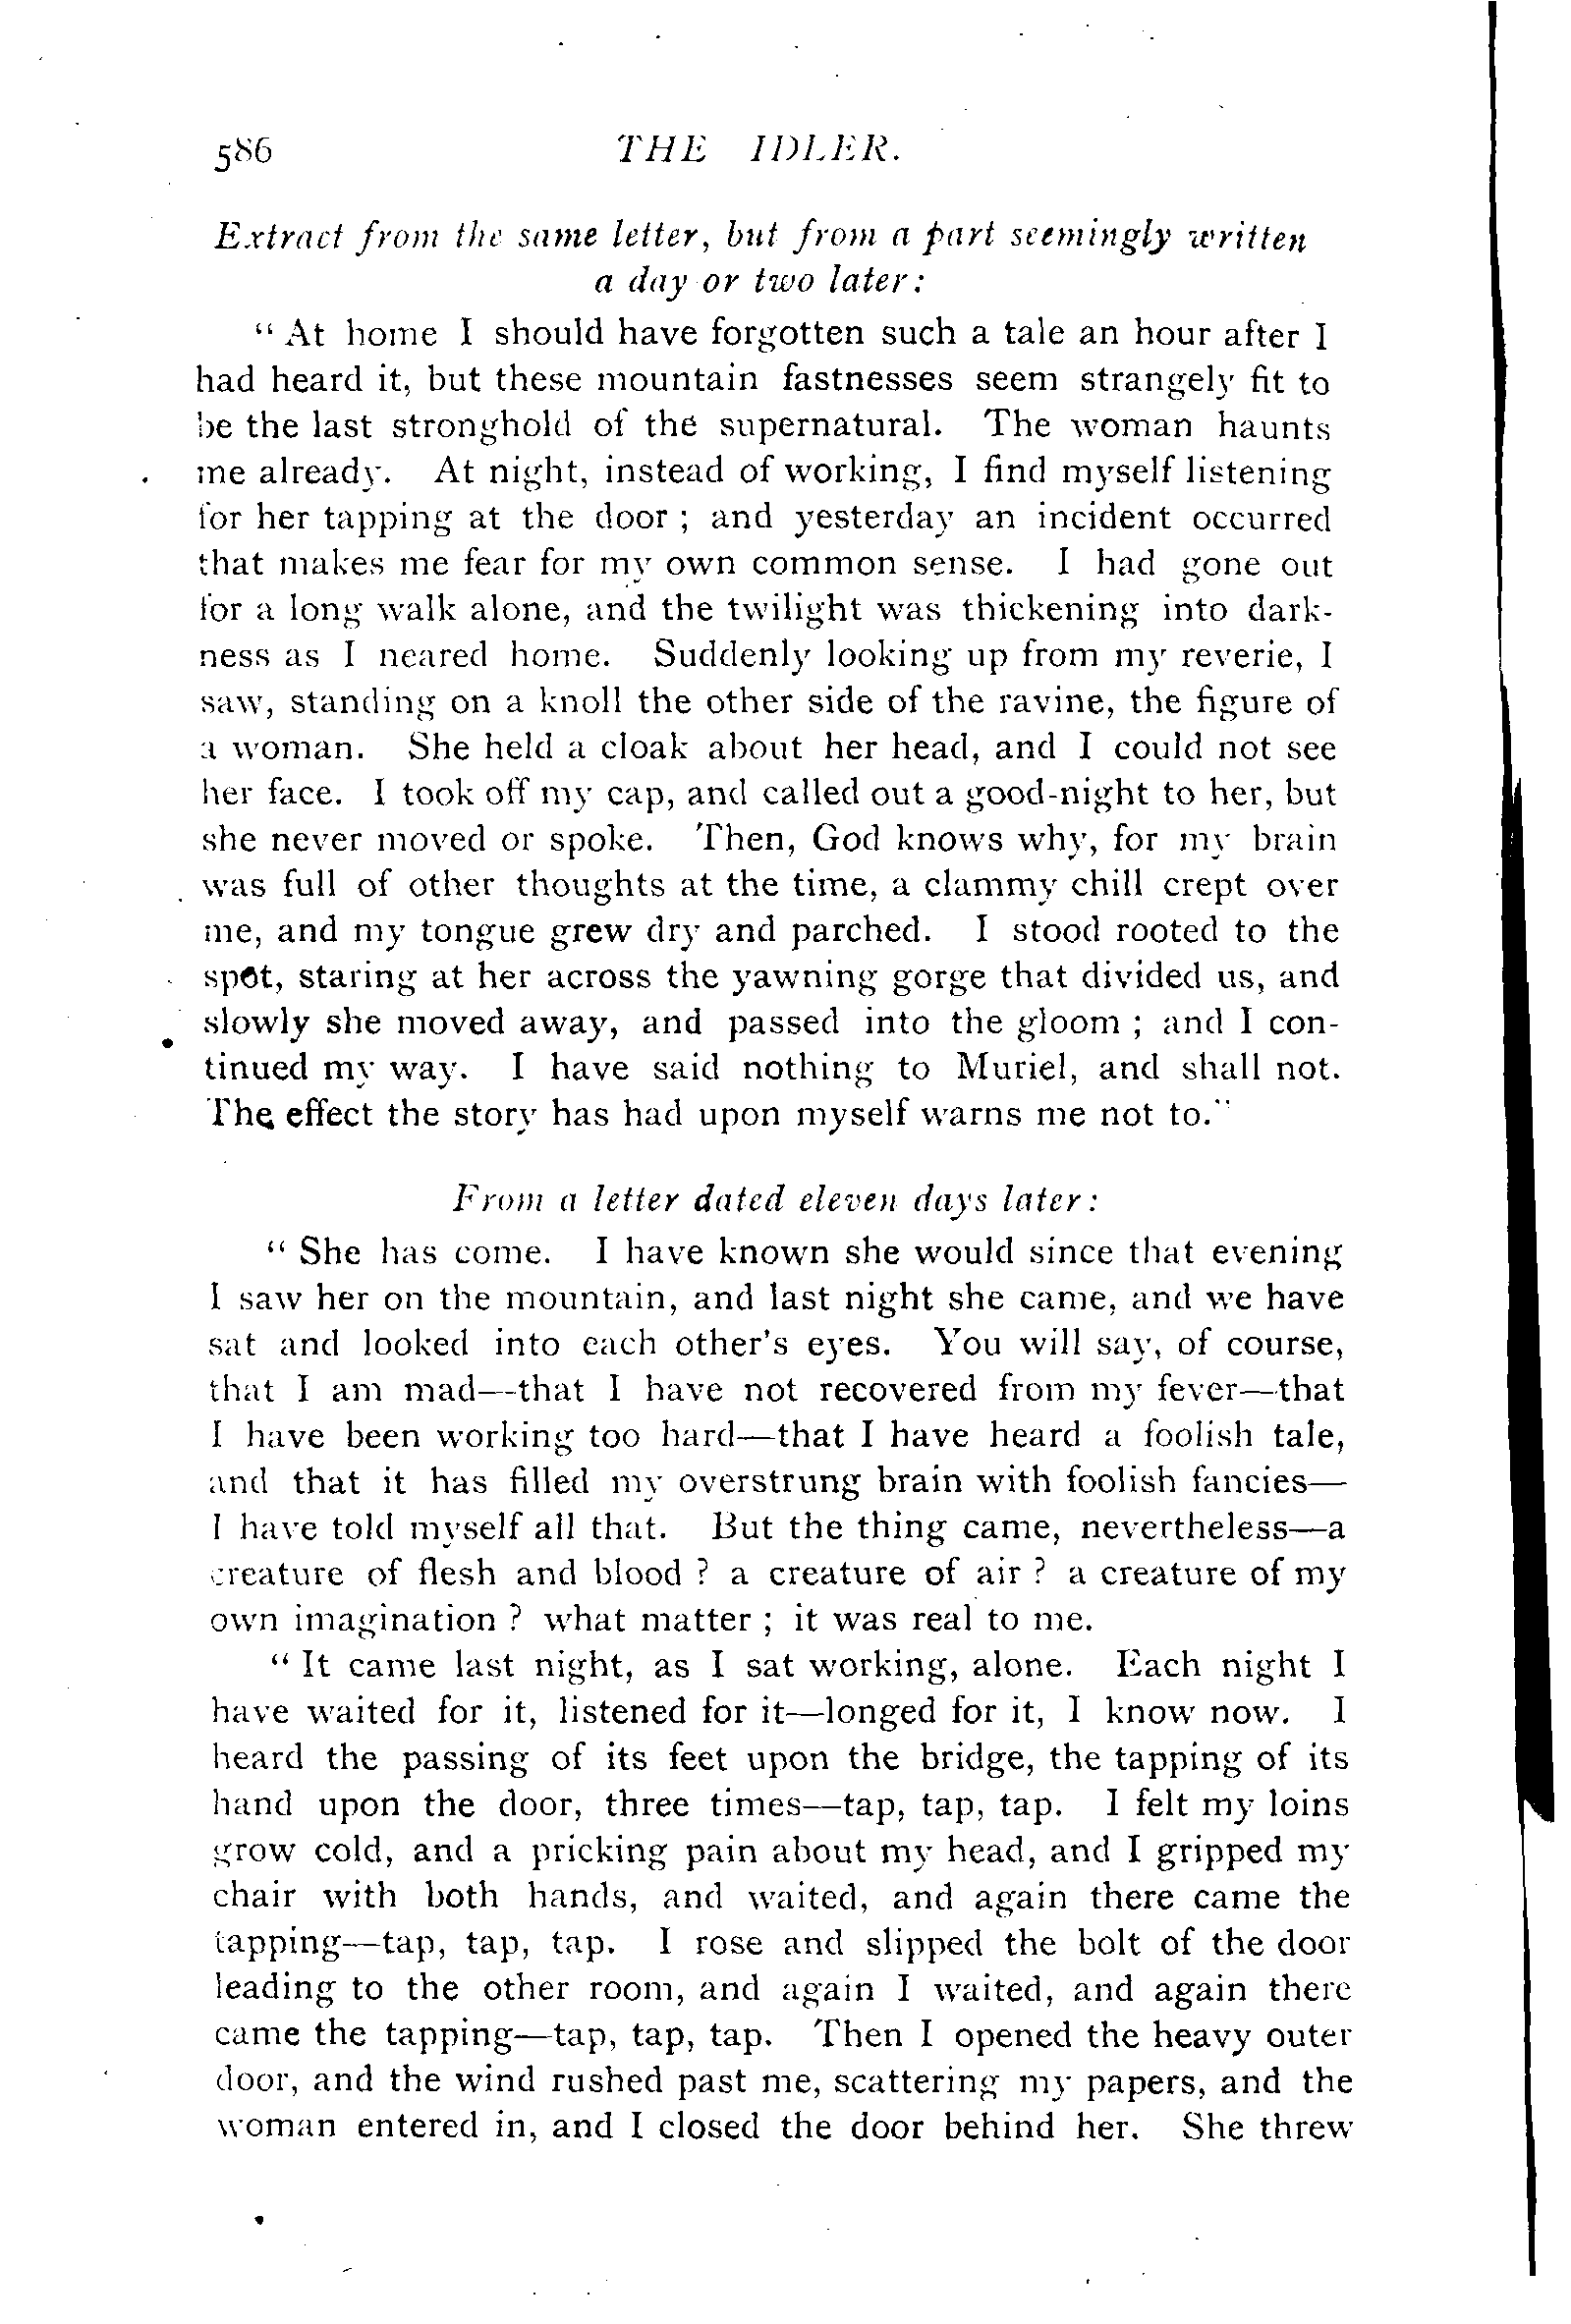 586 THE IDLER.
Extract from the same letter, but from a part seemingly written
a day or two later:
“ At home I should have forgotten such a tale an hour after I
had heard it, but these mountain fastnesses seem strangely fit to
be the last stronghold of the supernatural. The woman haunts
me already. At night, instead of working, I find myself listening
for her tapping at the door ; and yesterday an incident occurred
that makes me fear for my own common sense. I had gone out
for a long walk alone, and the twilight was thickening into dark-
ness as I neared home. Suddenly looking up from my reverie, I
saw, standing on a knoll the other side of the ravine, the figure of
a woman. She held a cloak about her head, and I could not see
her face. I took off my cap, and called out a good-night to her, but
she never moved or spoke. Then, God knows why, for my brain
was full of other thoughts at the time, a clammy chill crept over
me, and my tongue grew dry and parched. I stood rooted to the
spot, staring at her across the yawning gorge that divided us, and
slowly she moved away, and passed into the gloom ; and I con-
tinued my way. I have said nothing to Muriel, and shall not.
The effect the story has had upon myself warns me not to.”
From a letter dated eleven days later:
“ She has come. I have known she would since that evening
I saw her on the mountain, and last night she came, and we have
sat and looked into each other's eyes. You will say, of course,
that I am mad—that I have not recovered from my fever—that
I have been working too hard—that I have heard a foolish tale,
and that it has filled my overstrung brain with foolish fancies—
I have told myself all that. But the thing came, nevertheless—a
creature of flesh and blood ? a creature of air ? a creature of my
own imagination ? what matter ; it was real to me.
“ It came last night, as I sat working, alone. Each night I
have waited for it, listened for it—longed for it, I know now. I
heard the passing of its feet upon the bridge, the tapping of its
hand upon the door, three times—tap, tap, tap. I felt my loins
grow cold, and a pricking pain about my head, and I gripped my
chair with both hands, and waited, and again there came the
tapping—tap, tap, tap. I rose and slipped the bolt of the door
leading to the other room, and again I waited, and again there
came the tapping—tap, tap, tap. Then I opened the heavy outer
door, and the wind rushed past me, scattering my papers, and the
woman entered in, and I closed the door behind her. She threw